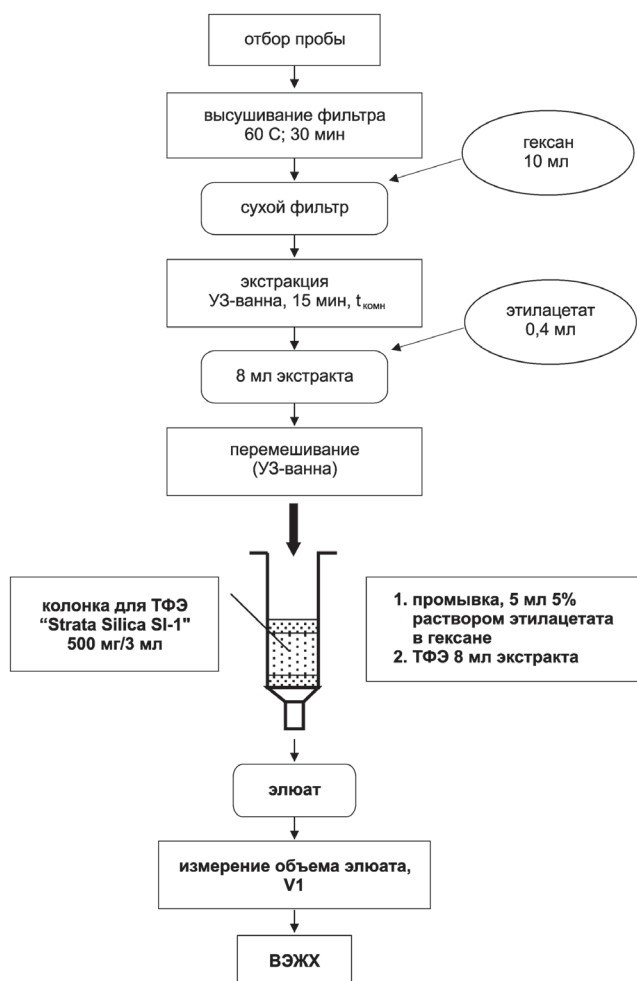 отбор пробы
высушивание фильтра
60 С; 30 мин
гексан
10 мл
сухой фильтр
экстракция
УЗ-ванна, 15 мин, tкомн
этилацетат
0,4 мл
8 мл экстракта
перемешивание
(УЗ-ванна)
колонка для ТФЭ
“Strata Silica SI-1"
500 мг/3 мл
1. промывка, 5 мл 5%
раствором этилацетата
в гексане
2. ТФЭ 8 мл экстракта
элюат
измерение объема элюата,
V1
ВЭЖХ